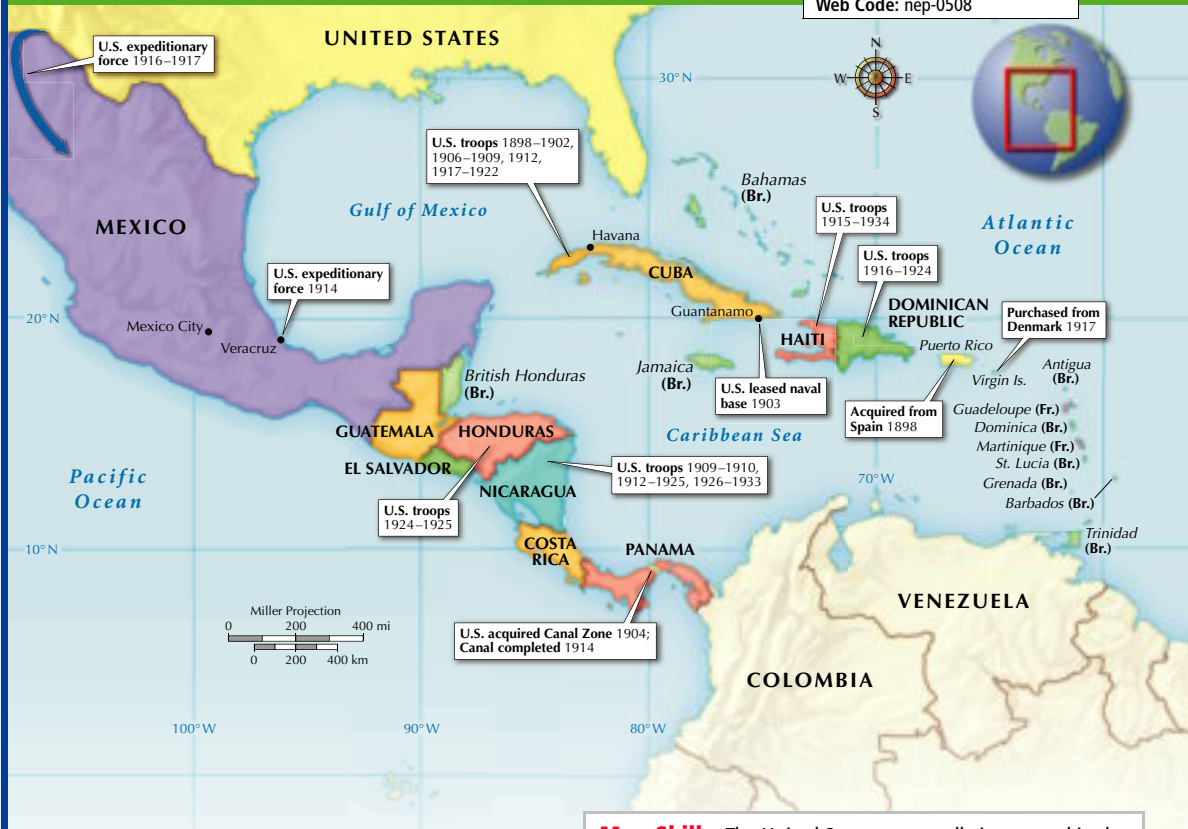 Web Code: nep-0508
U.S. expeditionary
force 1916–1917
UNITED STATES
30°N
N
W
E
S
U.S. troops 1898–1902,
1906–1909, 1912,
1917–1922
Bahamas
(Br.)
Gulf of Mexico
U.S. troops
1915–1934
Atlantic
Ocean
MEXICO
Havana
U.S. troops
1916–1924
CUBA
U.S. expeditionary
force 1914
Guantanamo
DOMINICAN
REPUBLIC
Purchased from
Denmark 1917
20°N
Mexico City
Veracruz
HAITI
Puerto Rico
Jamaica
(Br.)
Virgin Is.
Antigua
(Br.)
British Honduras
(Br.)
U.S. leased naval
base 1903
Acquired from
Spain 1898
Guadeloupe (Fr.)
Dominica (Br.)
Martinique (Fr.)
St. Lucia (Br.)
Grenada (Br.)
Barbados (Br.)
GUATEMALA
HONDURAS
Caribbean Sea
EL SALVADOR
Pacific
Ocean
U.S. troops 1909–1910,
1912–1925, 1926–1933
70°W
NICARAGUA
U.S. troops
1924–1925
Trinidad
(Br.)
10°N
COSTA
RICA
PANAMA
VENEZUELA
Miller Projection
0 200 400 mi
0 200 400 km
U.S. acquired Canal Zone 1904;
Canal completed 1914
COLOMBIA
100°W
90°W
80°W